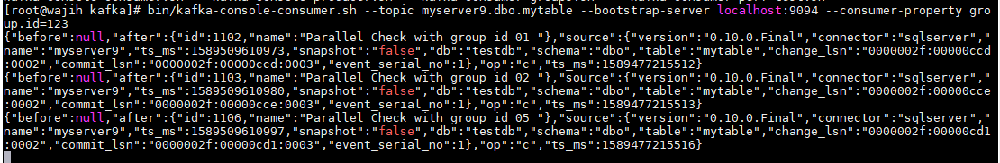 [root@wajih kafka]# bin/kafka-console-consumer.sh --topic myserver9.dbo.mytable --bootstrap-server localhost:9094 --consumer-property gro
up.id=123
{"before":null,"after":{"id":1102,"name":"Parallel Check with group id 01 "},"source":{"version":"0.10.0.Final","connector":"sqlserver","
name":"myserver9","ts_ms":1589509610973,"snapshot":"false","db":"testdb","schema":"dbo","table":"mytable","change_lsn":"0000002f:00000ccd
:0002","commit_lsn":"0000002f:00000ccd:0003","event_serial_no":1},"op":"c","ts_ms":1589477215512}
{"before":null,"after":{"id":1103,"name":"Parallel Check with group id 02 "},"source":{"version":"0.10.0.Final","connector":"sqlserver","
name":"myserver9","ts_ms":1589509610980,"snapshot":"false","db":"testdb","schema":"dbo","table":"mytable","change_lsn":"0000002f:00000cce
:0002","commit_lsn":"0000002f:00000cce:0003","event_serial_no":1},"op":"c","ts_ms":1589477215513}
{"before":null,"after":{"id":1106,"name":"Parallel Check with group id 05 "},"source":{"version":"0.10.0.Final","connector":"sqlserver","
name":"myserver9","ts_ms":1589509610997,"snapshot":"false","db":"testdb","schema":"dbo","table":"mytable","change_lsn":"0000002f:00000cd1
:0002","commit_lsn":"0000002f:00000cd1:0003","event_serial_no":1},"op":"c","ts_ms":1589477215516}